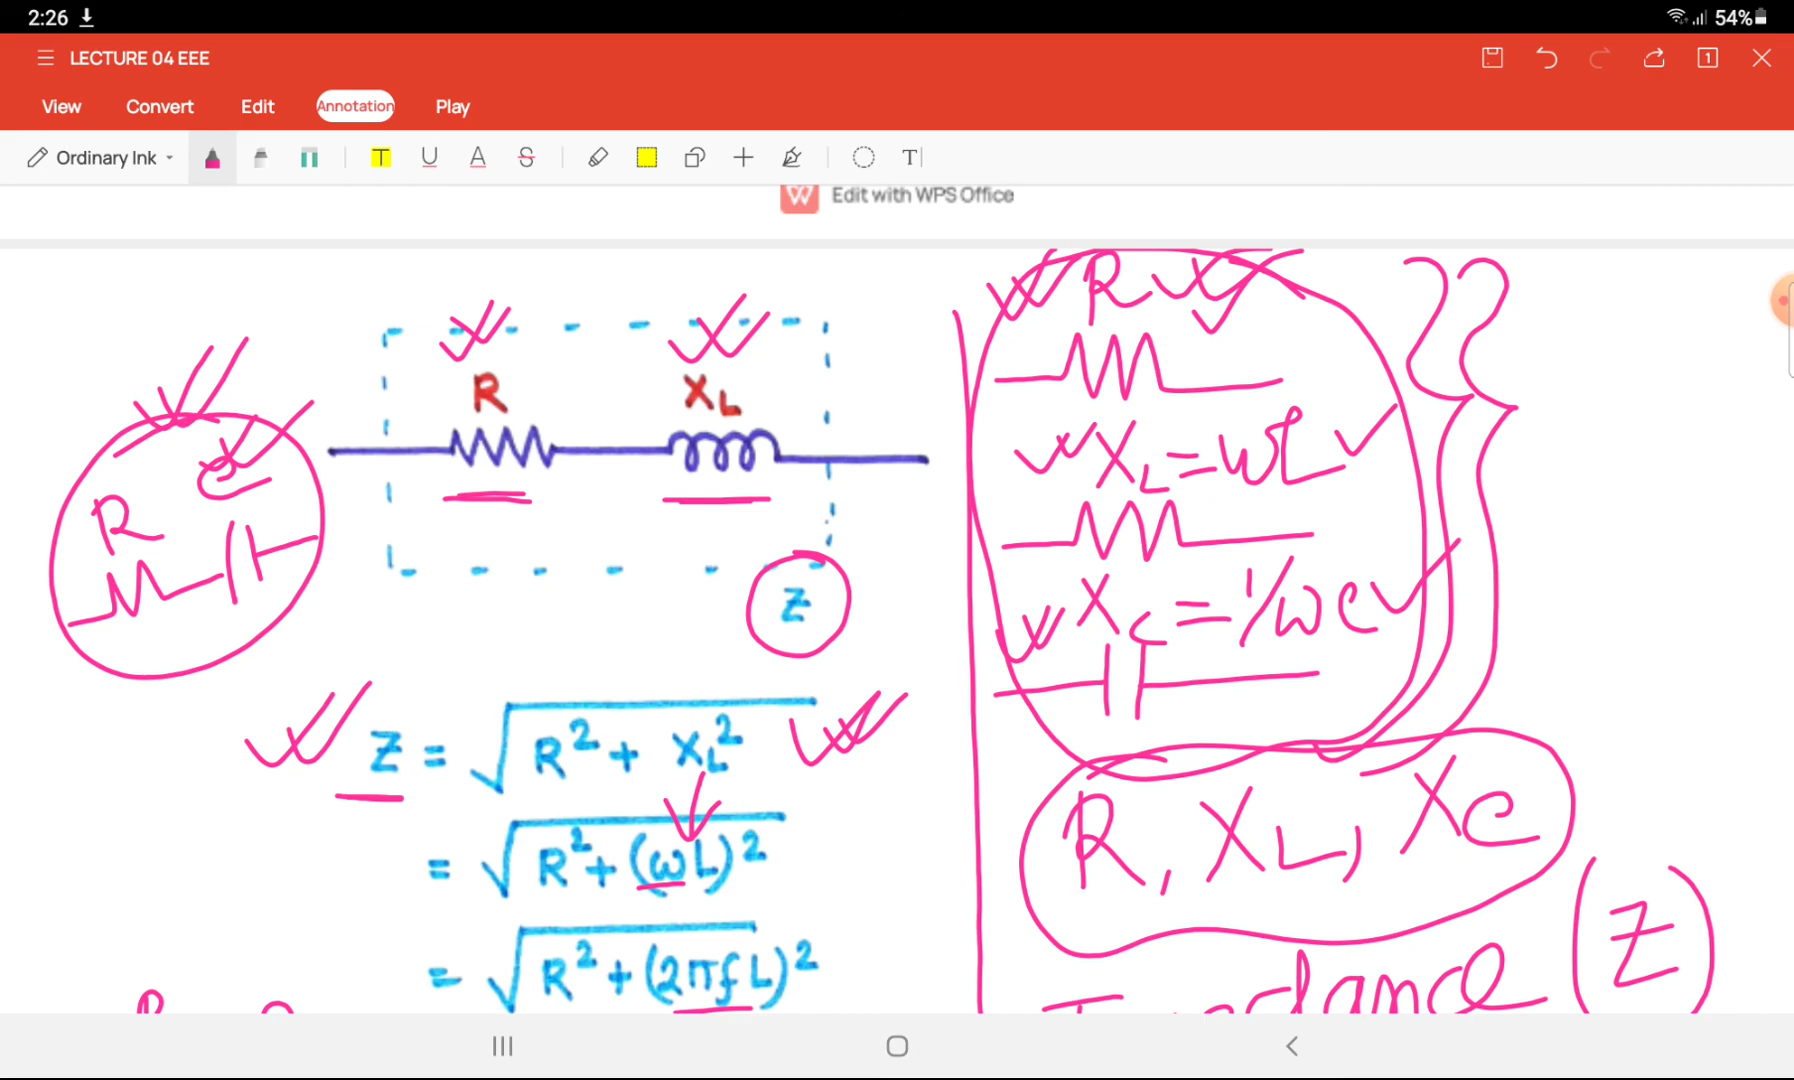 2:26
54%
LECTURE 04 EEE
1
View Convert Edit Annotation Play
Ordinary Ink T U A S T
W Edit with WPS Office
R XL
R
Z
Z = √R² + XL²
= √R² + (ωL)²
= √R² + (2πfL)²
R
XL = ωL
Xc = 1/ωc
R, XL, Xc
(Z)